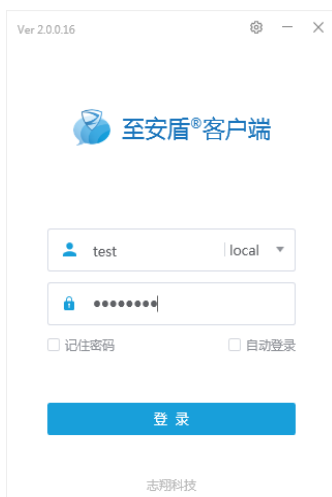 Ver 2.0.0.16
至安盾®客户端
test local
••••••••
记住密码 自动登录
登 录
志翔科技